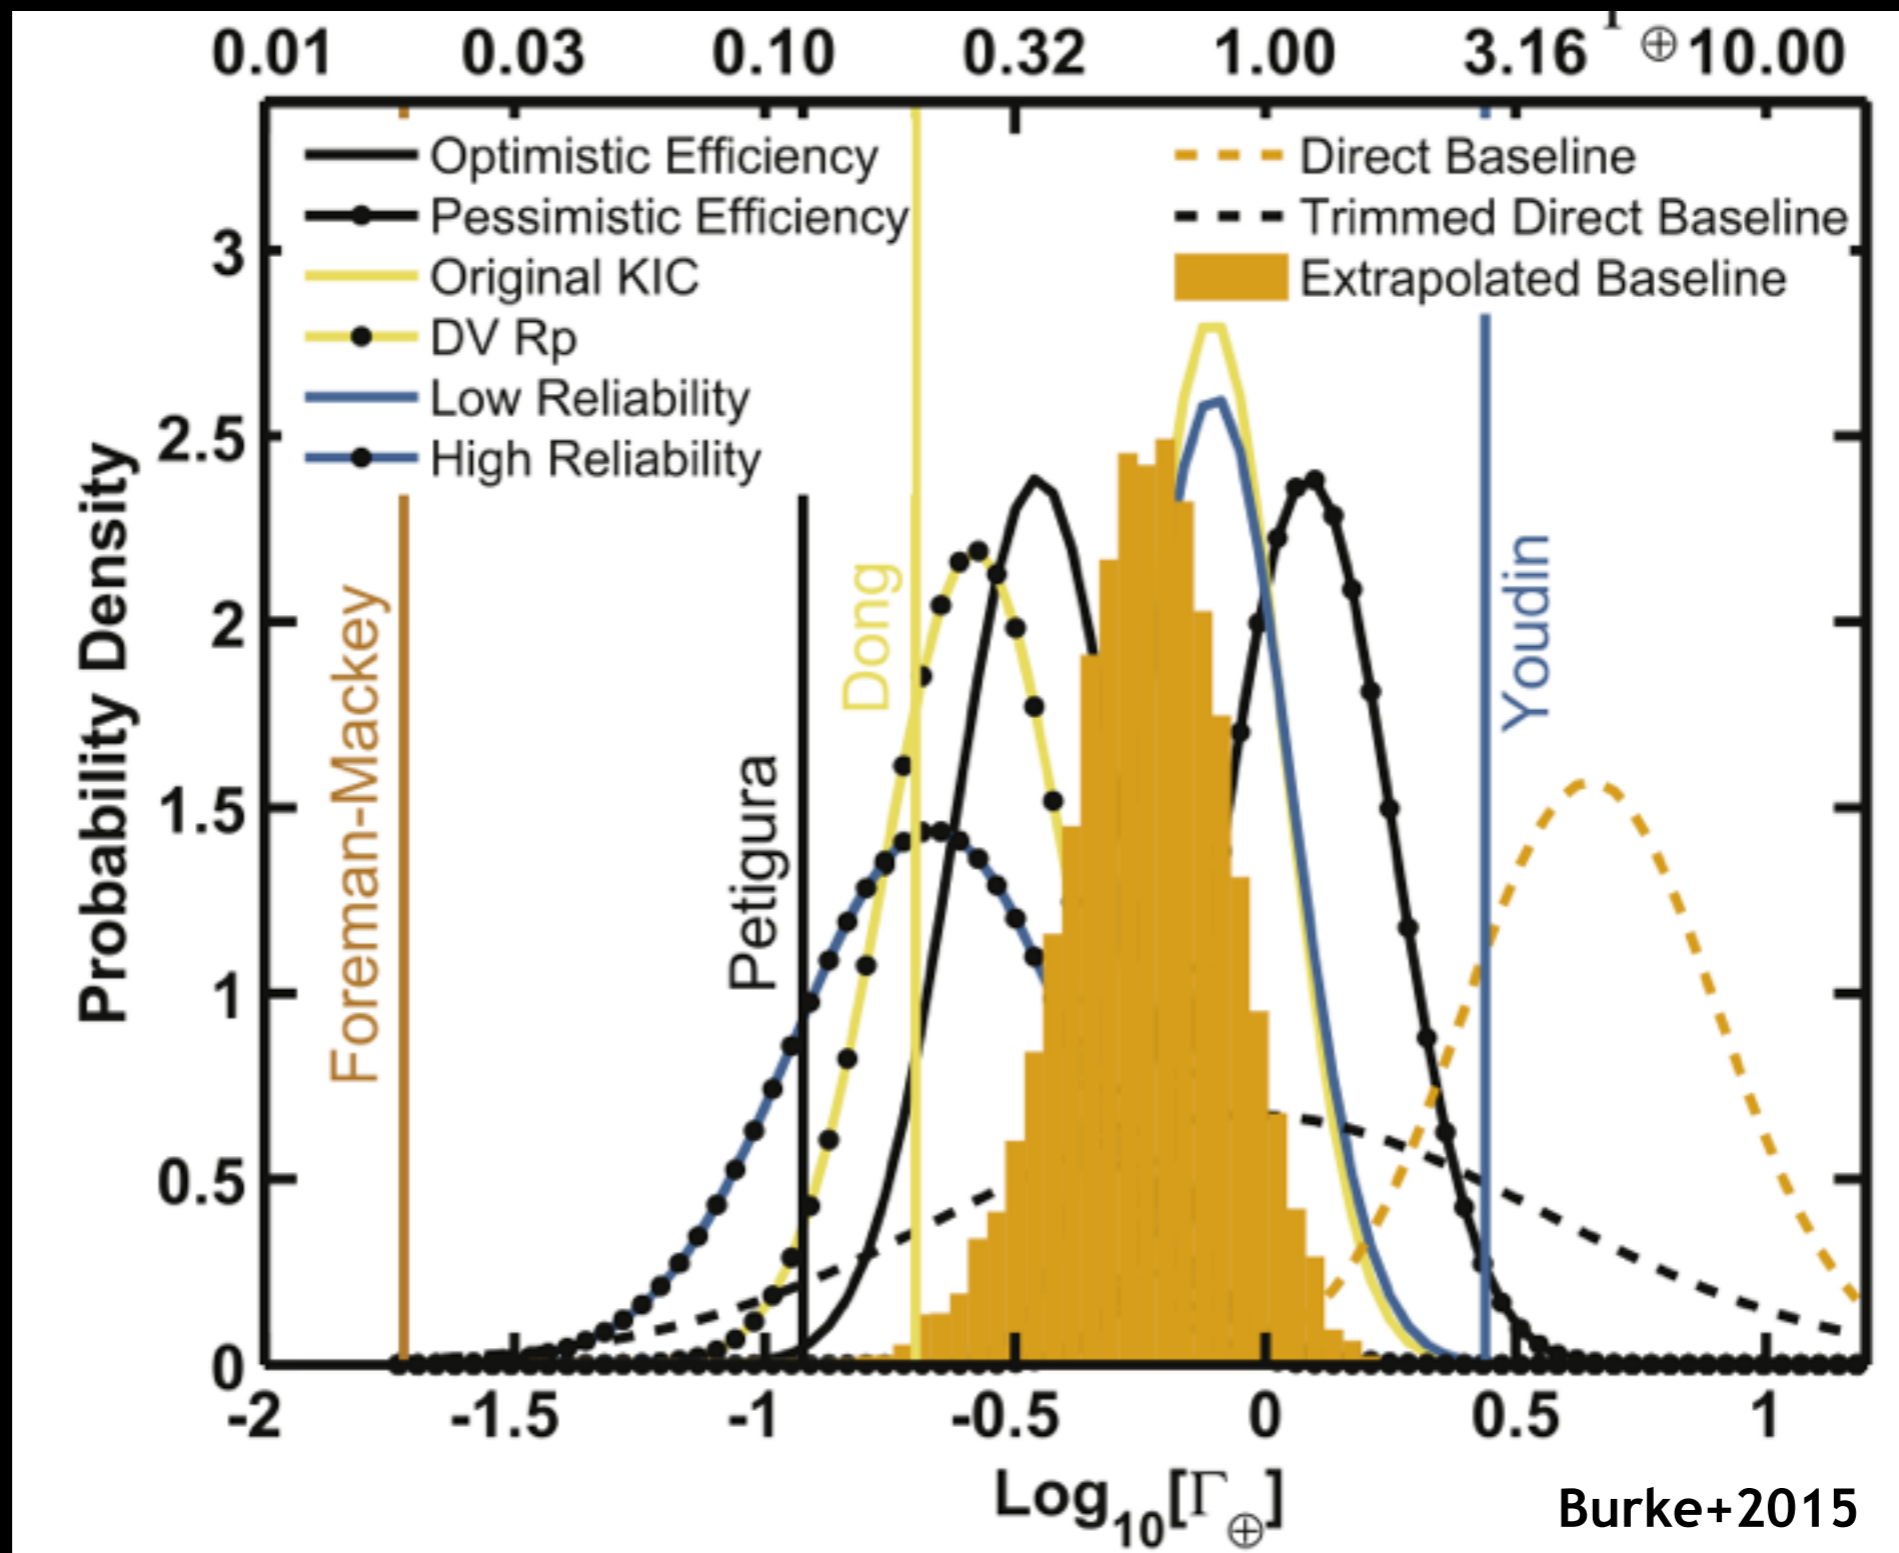 0.01 0.03 0.10 0.32 1.00 3.16 Γ⊕ 10.00
Optimistic Efficiency
Pessimistic Efficiency
Original KIC
DV Rp
Low Reliability
High Reliability
Direct Baseline
Trimmed Direct Baseline
Extrapolated Baseline
Probability Density
3
2.5
2
1.5
1
0.5
0
Foreman-Mackey
Petigura
Dong
Youdin
-2 -1.5 -1 -0.5 0 0.5 1
Log10[Γ⊕]
Burke+2015